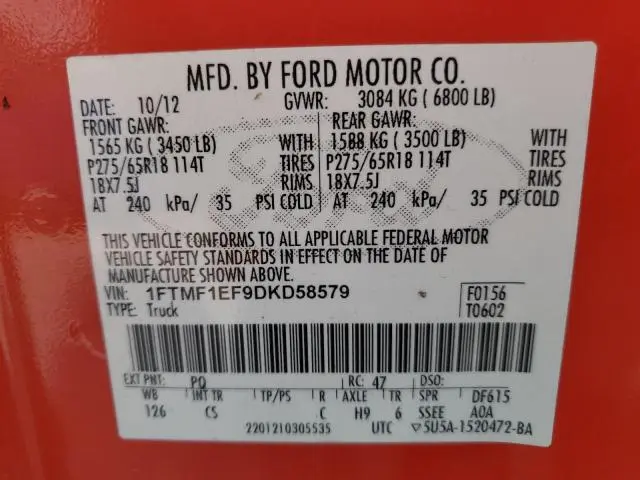 MFD. BY FORD MOTOR CO.
DATE: 10/12 GVWR: 3084 KG ( 6800 LB)
FRONT GAWR: REAR GAWR:
1565 KG ( 3450 LB) WITH 1588 KG ( 3500 LB) WITH
P275/65R18 114T TIRES P275/65R18 114T TIRES
18X7.5J RIMS 18X7.5J RIMS
AT 240 kPa/ 35 PSI COLD AT 240 kPa/ 35 PSI COLD
Ford
THIS VEHICLE CONFORMS TO ALL APPLICABLE FEDERAL MOTOR
VEHICLE SAFETY STANDARDS IN EFFECT ON THE DATE OF
MANUFACTURE SHOWN ABOVE.
VIN: 1FTMF1EF9DKD58579 F0156
TYPE: Truck T0602
EXT PNT: PQ RC: 47 DSO:
WB INT TR TP/PS R AXLE TR SPR DF615
126 CS C H9 6 SSEE A0A
2201210305535 UTC ▽5U5A-1520472-BA